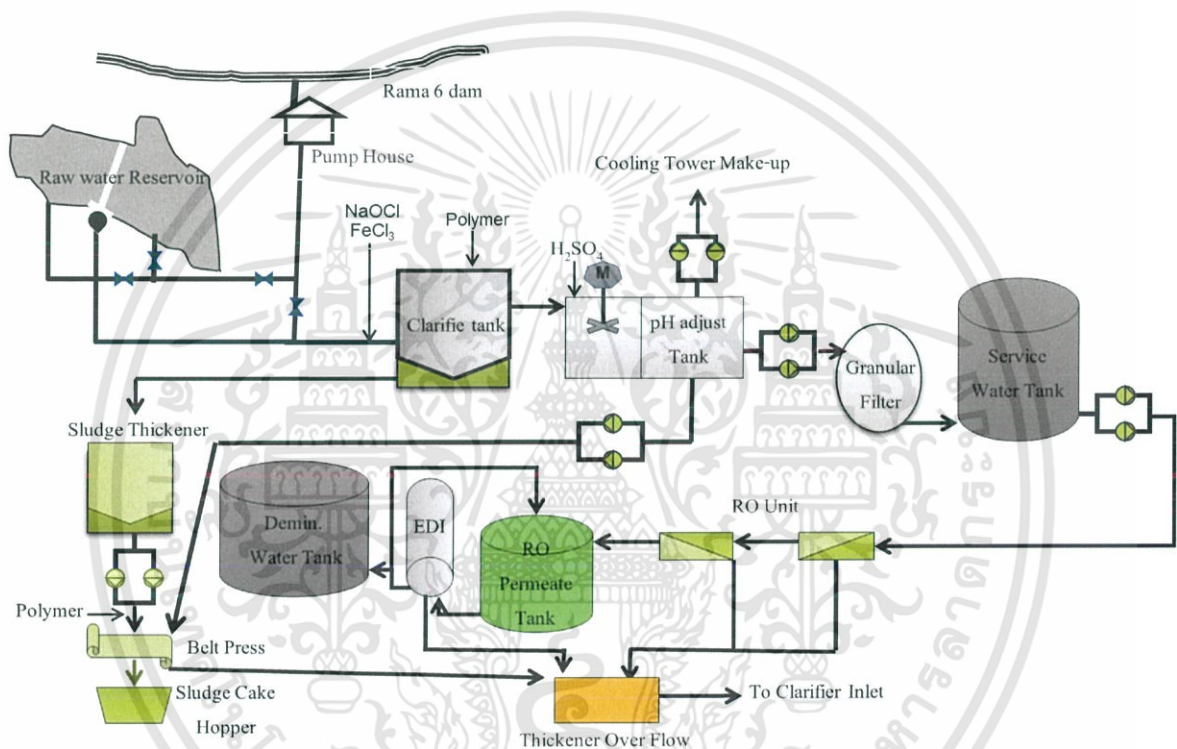 Rama 6 dam
Pump House
Raw water Reservoir
Cooling Tower Make-up
NaOCl
FeCl₃
Polymer
H₂SO₄
M
Clarifie tank
pH adjust
Tank
Granular
Filter
Service
Water Tank
Sludge Thickener
Demin.
Water Tank
EDI
RO
Permeate
Tank
RO Unit
Polymer
Belt Press
Sludge Cake
Hopper
To Clarifier Inlet
Thickener Over Flow